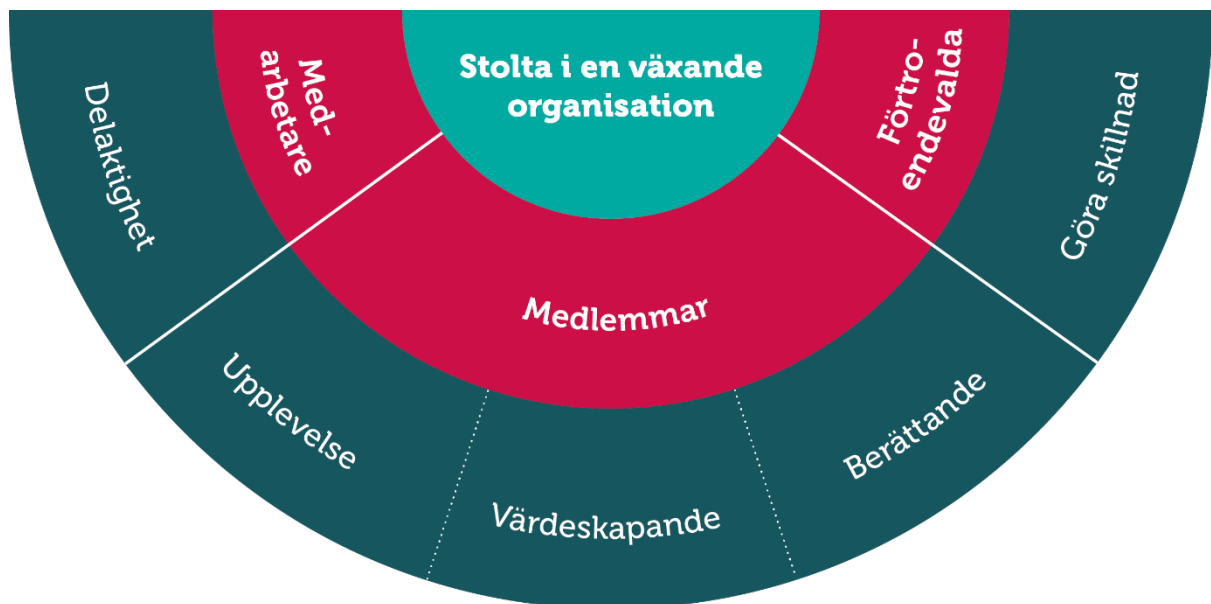 Stolta i en växande
organisation
Med-
arbetare
Medlemmar
Förtro-
endevalda
Delaktighet
Upplevelse
Värdeskapande
Berättande
Göra skillnad